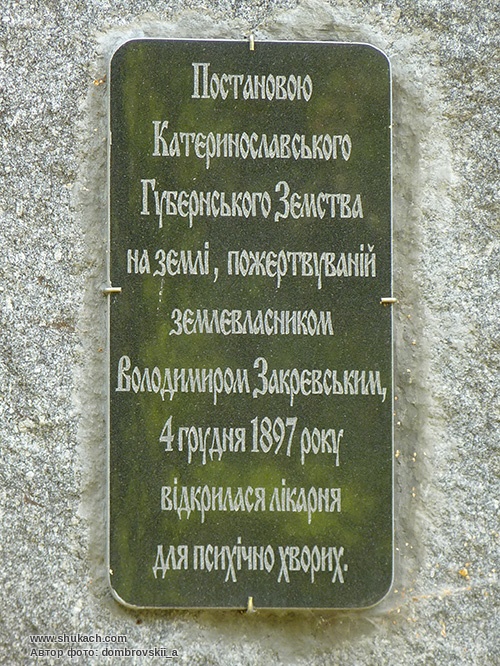 Постановою
Катеринославського
Губернського Земства
на землі, пожертвуваній
землевласником
Володимиром Закревським,
4 грудня 1897 року
відкрилася лікарня
для психічно хворих.
www.shukach.com
Автор фото: dombrovskii_a